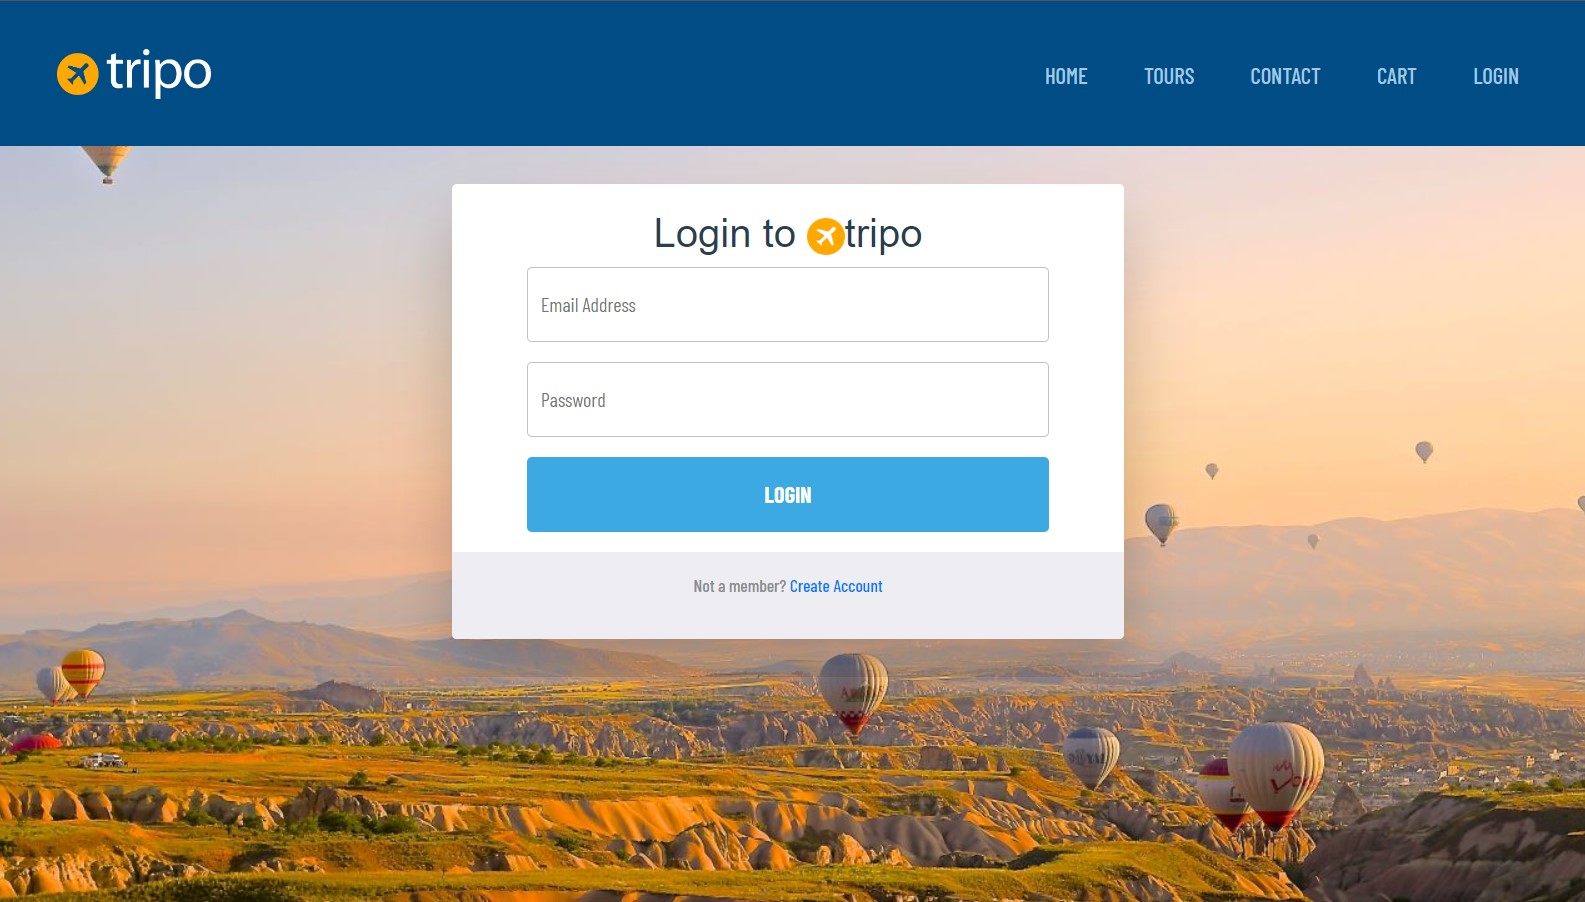 tripo
HOME TOURS CONTACT CART LOGIN
Login to tripo
Email Address
Password
LOGIN
Not a member? Create Account